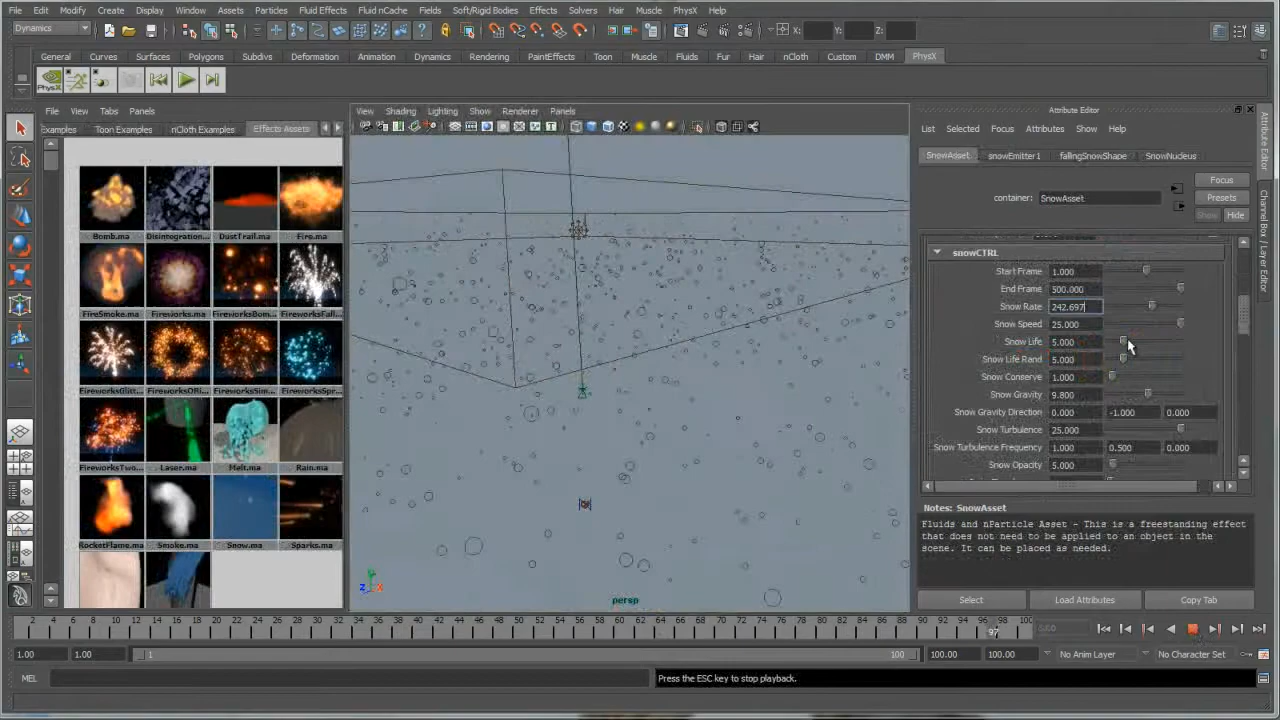 File Edit Modify Create Display Window Assets Particles Fluid Effects Fluid nCache Fields Soft/Rigid Bodies Effects Solvers Hair Muscle PhysX Help
Dynamics X: Y: Z:
General Curves Surfaces Polygons Subdivs Deformation Animation Dynamics Rendering PaintEffects Toon Muscle Fluids Fur Hair nCloth Custom DMM PhysX
PhysX
File View Tabs Panels
Examples Toon Examples nCloth Examples Effects Assets
Bomb.ma Disintegration... DustTrail.ma Fire.ma
FireSmoke.ma Fireworks.ma FireworksBom... FireworksFall...
FireworksGlitt... FireworksORi... FireworksSim... FireworksSpr...
FireworksTwo... Laser.ma Melt.ma Rain.ma
RocketFlame.ma Smoke.ma Snow.ma Sparks.ma
View Shading Lighting Show Renderer Panels
persp
Attribute Editor
List Selected Focus Attributes Show Help
SnowAsset snowEmitter1 fallingSnowShape SnowNucleus
container: SnowAsset
Focus
Presets
Show Hide
snowCTRL
Start Frame 1.000
End Frame 500.000
Snow Rate 242.697
Snow Speed 25.000
Snow Life 5.000
Snow Life Rand 5.000
Snow Conserve 1.000
Snow Gravity 9.800
Snow Gravity Direction 0.000 -1.000 0.000
Snow Turbulence 25.000
Snow Turbulence Frequency 1.000 0.500 0.000
Snow Opacity 5.000
Notes: SnowAsset
Fluids and nParticle Asset - This is a freestanding effect
that does not need to be applied to an object in the
scene. It can be placed as needed.
Select Load Attributes Copy Tab
Attribute Editor
Channel Box / Layer Editor
2 4 6 8 10 12 14 16 18 20 22 24 26 28 30 32 34 36 38 40 42 44 46 48 50 52 54 56 58 60 62 64 66 68 70 72 74 76 78 80 82 84 86 88 90 92 94 96 98 100
97
1.00 1.00 1 100 100.00 100.00 No Anim Layer No Character Set
MEL Press the ESC key to stop playback.